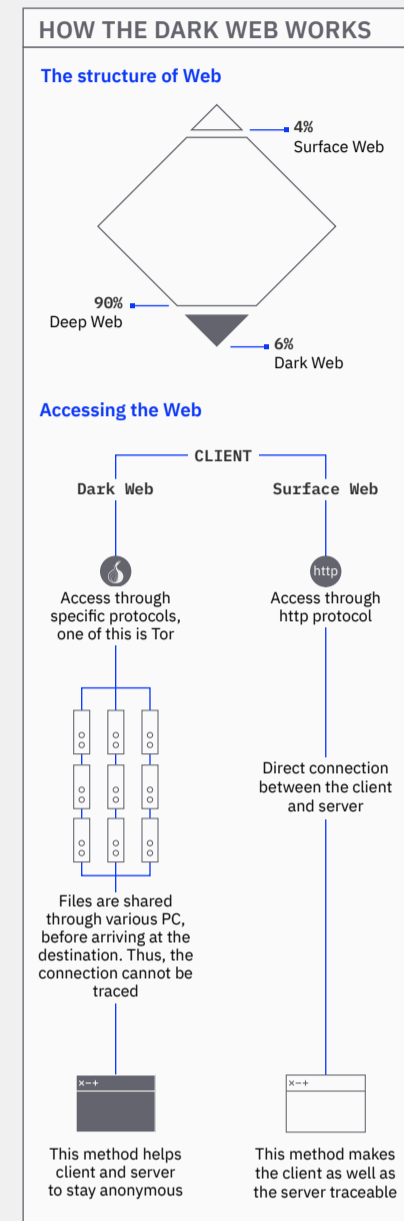 HOW THE DARK WEB WORKS
The structure of Web
4%
Surface Web
90%
Deep Web
6%
Dark Web
Accessing the Web
CLIENT
Dark Web
Surface Web
http
Access through
specific protocols,
one of this is Tor
Access through
http protocol
Direct connection
between the client
and server
Files are shared
through various PC,
before arriving at the
destination. Thus, the
connection cannot be
traced
×–+
×–+
This method helps
client and server
to stay anonymous
This method makes
the client as well as
the server traceable